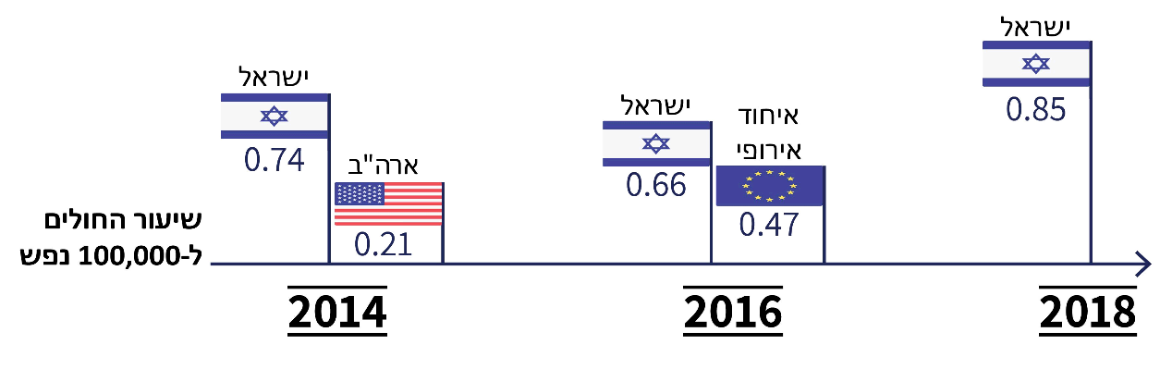 ישראל
0.74
ארה"ב
0.21
ישראל
0.66
איחוד
אירופי
0.47
ישראל
0.85
שיעור החולים
ל-100,000 נפש
2014
2016
2018